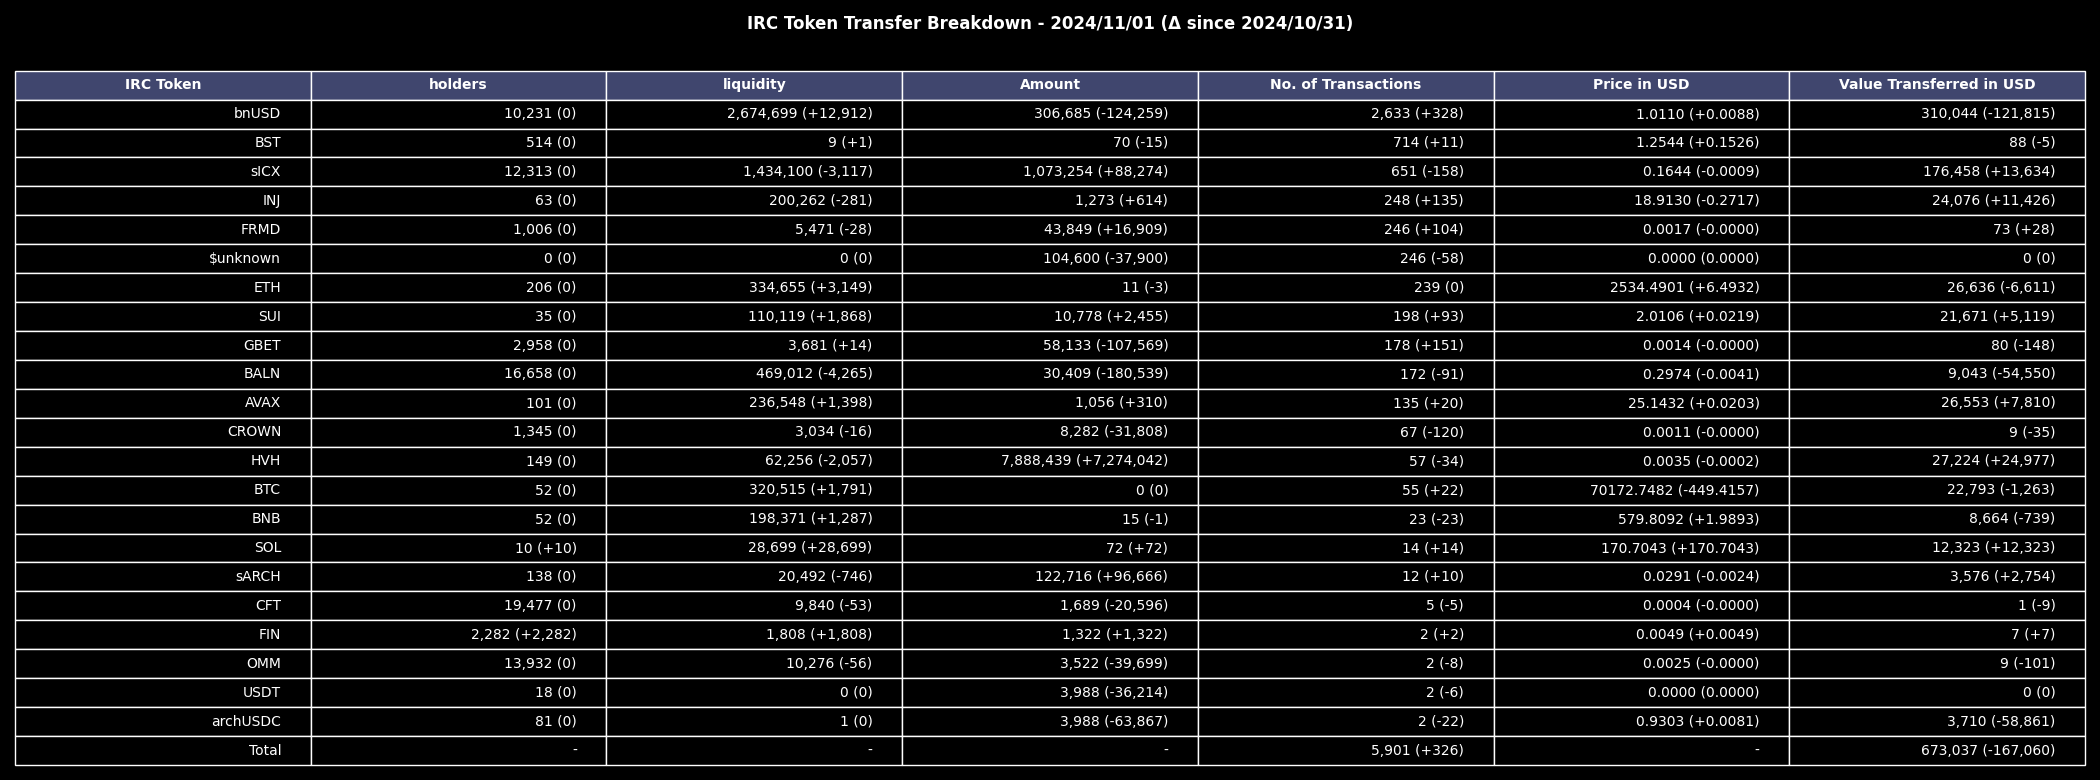 IRC Token Transfer Breakdown - 2024/11/01 (Δ since 2024/10/31)
IRC Token holders liquidity Amount No. of Transactions Price in USD Value Transferred in USD
bnUSD 10,231 (0) 2,674,699 (+12,912) 306,685 (-124,259) 2,633 (+328) 1.0110 (+0.0088) 310,044 (-121,815)
BST 514 (0) 9 (+1) 70 (-15) 714 (+11) 1.2544 (+0.1526) 88 (-5)
sICX 12,313 (0) 1,434,100 (-3,117) 1,073,254 (+88,274) 651 (-158) 0.1644 (-0.0009) 176,458 (+13,634)
INJ 63 (0) 200,262 (-281) 1,273 (+614) 248 (+135) 18.9130 (-0.2717) 24,076 (+11,426)
FRMD 1,006 (0) 5,471 (-28) 43,849 (+16,909) 246 (+104) 0.0017 (-0.0000) 73 (+28)
$unknown 0 (0) 0 (0) 104,600 (-37,900) 246 (-58) 0.0000 (0.0000) 0 (0)
ETH 206 (0) 334,655 (+3,149) 11 (-3) 239 (0) 2534.4901 (+6.4932) 26,636 (-6,611)
SUI 35 (0) 110,119 (+1,868) 10,778 (+2,455) 198 (+93) 2.0106 (+0.0219) 21,671 (+5,119)
GBET 2,958 (0) 3,681 (+14) 58,133 (-107,569) 178 (+151) 0.0014 (-0.0000) 80 (-148)
BALN 16,658 (0) 469,012 (-4,265) 30,409 (-180,539) 172 (-91) 0.2974 (-0.0041) 9,043 (-54,550)
AVAX 101 (0) 236,548 (+1,398) 1,056 (+310) 135 (+20) 25.1432 (+0.0203) 26,553 (+7,810)
CROWN 1,345 (0) 3,034 (-16) 8,282 (-31,808) 67 (-120) 0.0011 (-0.0000) 9 (-35)
HVH 149 (0) 62,256 (-2,057) 7,888,439 (+7,274,042) 57 (-34) 0.0035 (-0.0002) 27,224 (+24,977)
BTC 52 (0) 320,515 (+1,791) 0 (0) 55 (+22) 70172.7482 (-449.4157) 22,793 (-1,263)
BNB 52 (0) 198,371 (+1,287) 15 (-1) 23 (-23) 579.8092 (+1.9893) 8,664 (-739)
SOL 10 (+10) 28,699 (+28,699) 72 (+72) 14 (+14) 170.7043 (+170.7043) 12,323 (+12,323)
sARCH 138 (0) 20,492 (-746) 122,716 (+96,666) 12 (+10) 0.0291 (-0.0024) 3,576 (+2,754)
CFT 19,477 (0) 9,840 (-53) 1,689 (-20,596) 5 (-5) 0.0004 (-0.0000) 1 (-9)
FIN 2,282 (+2,282) 1,808 (+1,808) 1,322 (+1,322) 2 (+2) 0.0049 (+0.0049) 7 (+7)
OMM 13,932 (0) 10,276 (-56) 3,522 (-39,699) 2 (-8) 0.0025 (-0.0000) 9 (-101)
USDT 18 (0) 0 (0) 3,988 (-36,214) 2 (-6) 0.0000 (0.0000) 0 (0)
archUSDC 81 (0) 1 (0) 3,988 (-63,867) 2 (-22) 0.9303 (+0.0081) 3,710 (-58,861)
Total - - - 5,901 (+326) - 673,037 (-167,060)